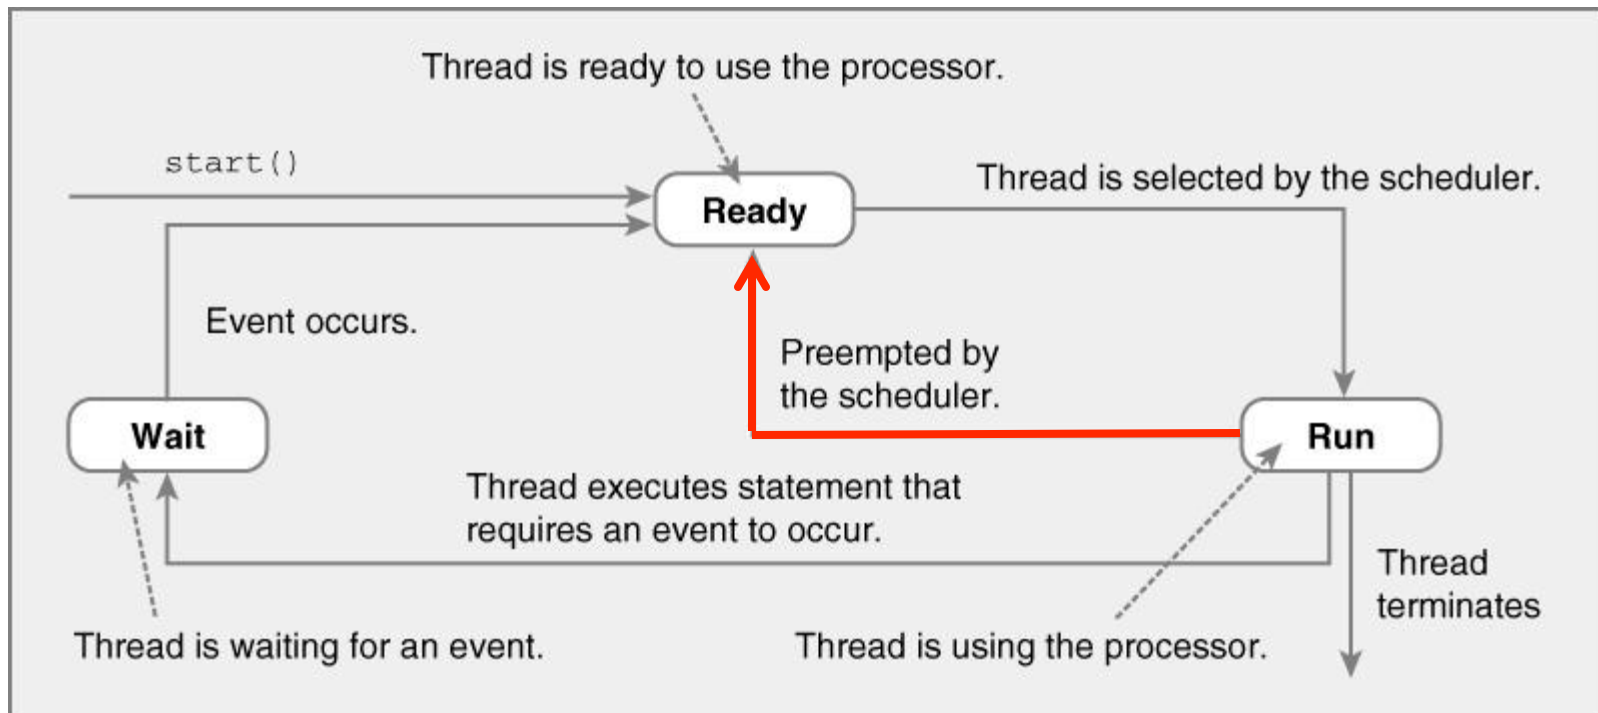 Thread is ready to use the processor.
start()
Thread is selected by the scheduler.
Ready
Event occurs.
Preempted by
the scheduler.
Wait
Run
Thread executes statement that
requires an event to occur.
Thread
terminates
Thread is waiting for an event.
Thread is using the processor.